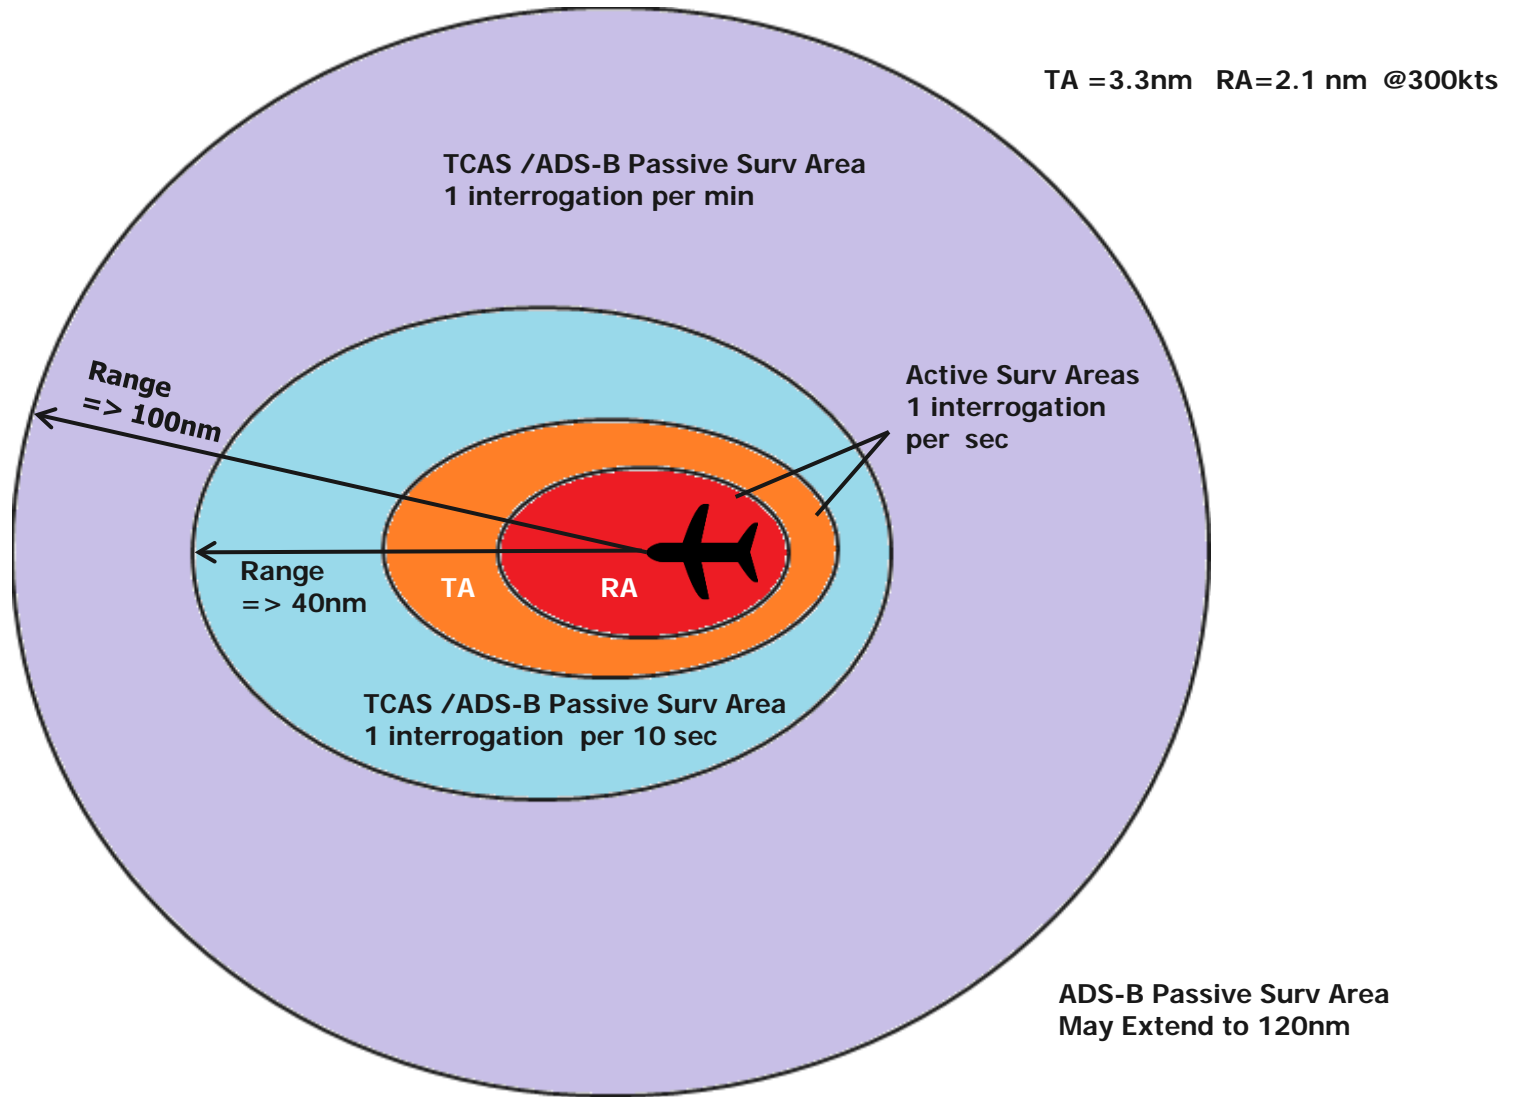 TA =3.3nm   RA=2.1 nm  @300kts
TCAS /ADS-B Passive Surv Area
1 interrogation per min
Range
=> 100nm
Active Surv Areas
1 interrogation
per  sec
Range
=> 40nm
TA
RA
TCAS /ADS-B Passive Surv Area
1 interrogation  per 10 sec
ADS-B Passive Surv Area
May Extend to 120nm